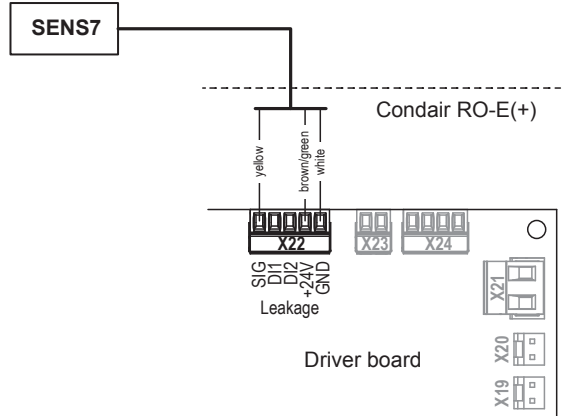 SENS7
Condair RO-E(+)
yellow
brown/green
white
X22
X23
X24
SIG
DI1
DI2
+24V
GND
Leakage
X21
Driver board
X20
X19